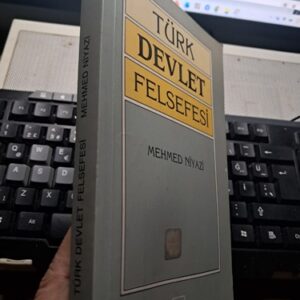 TÜRK
DEVLET
FELSEFESİ
MEHMED NİYAZİ
TÜRK DEVLET FELSEFESİ MEHMED NİYAZİ